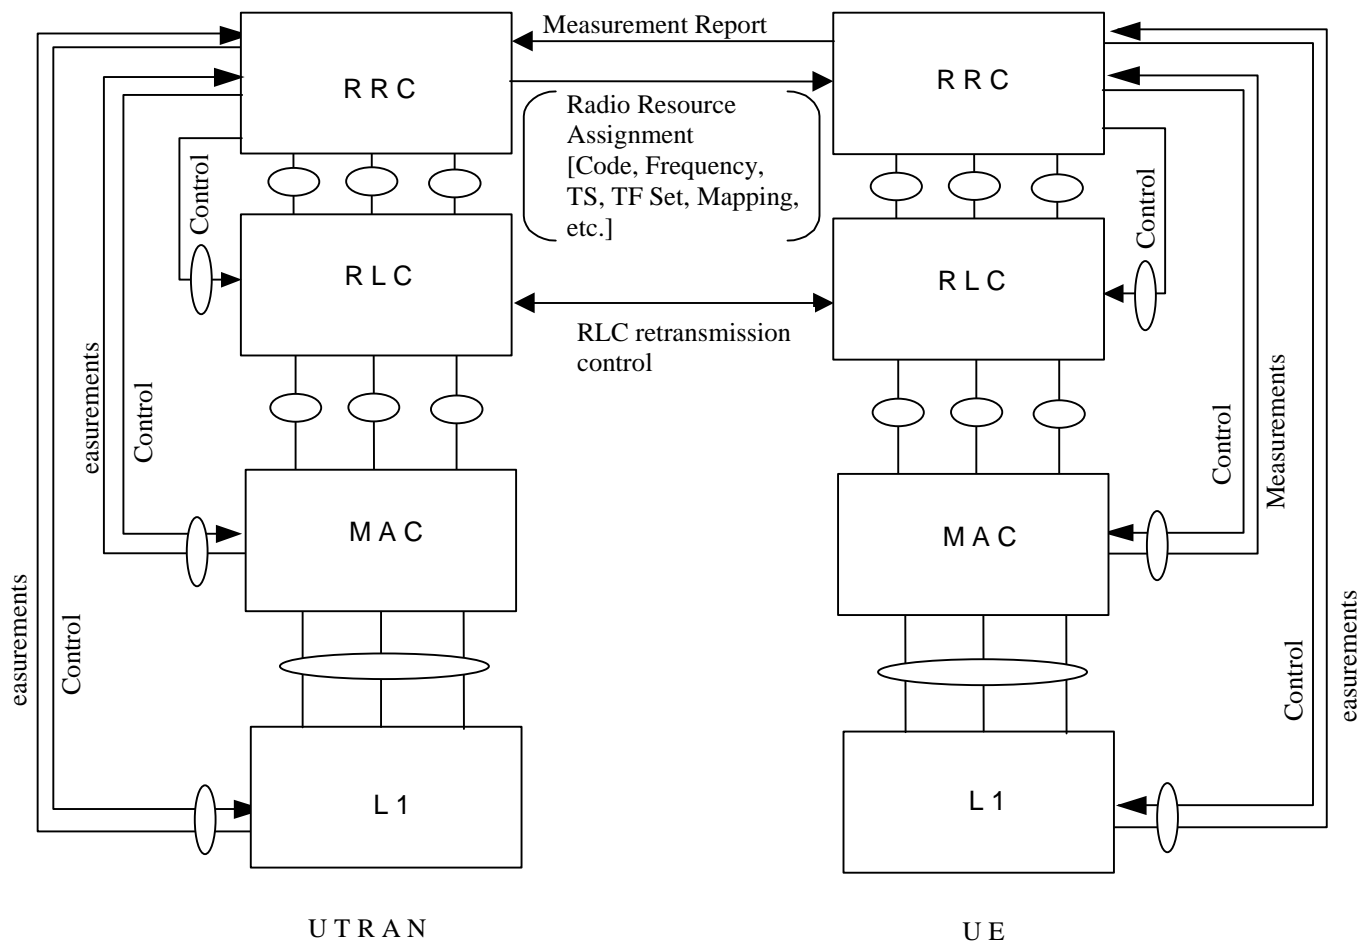 Measurement Report
R R C
R R C
Radio Resource
Assignment
[Code, Frequency,
TS, TF Set, Mapping,
etc.]
Control
Control
R L C
R L C
RLC retransmission
control
easurements
Control
Control
Measurements
M A C
M A C
easurements
Control
Control
easurements
L 1
L 1
U T R A N
U E